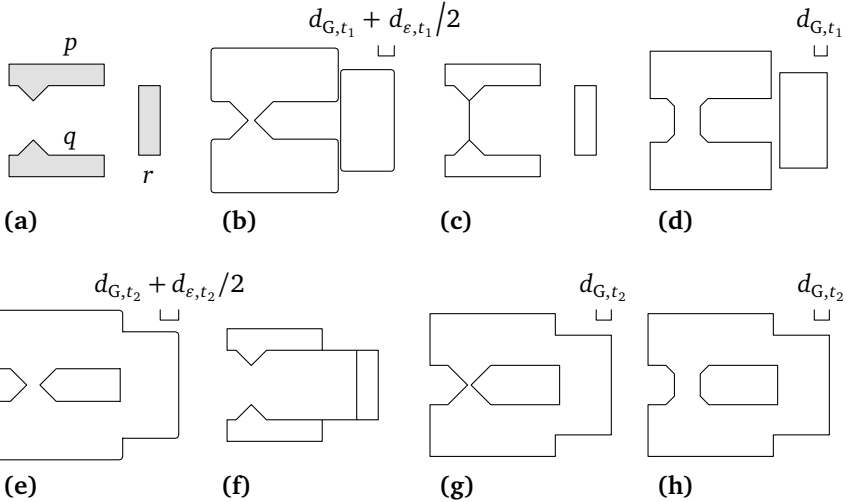 d_{G,t_1} + d_{ε,t_1}/2
d_{G,t_1}
p
q
r
(a)
(b)
(c)
(d)
d_{G,t_2} + d_{ε,t_2}/2
d_{G,t_2}
d_{G,t_2}
(e)
(f)
(g)
(h)